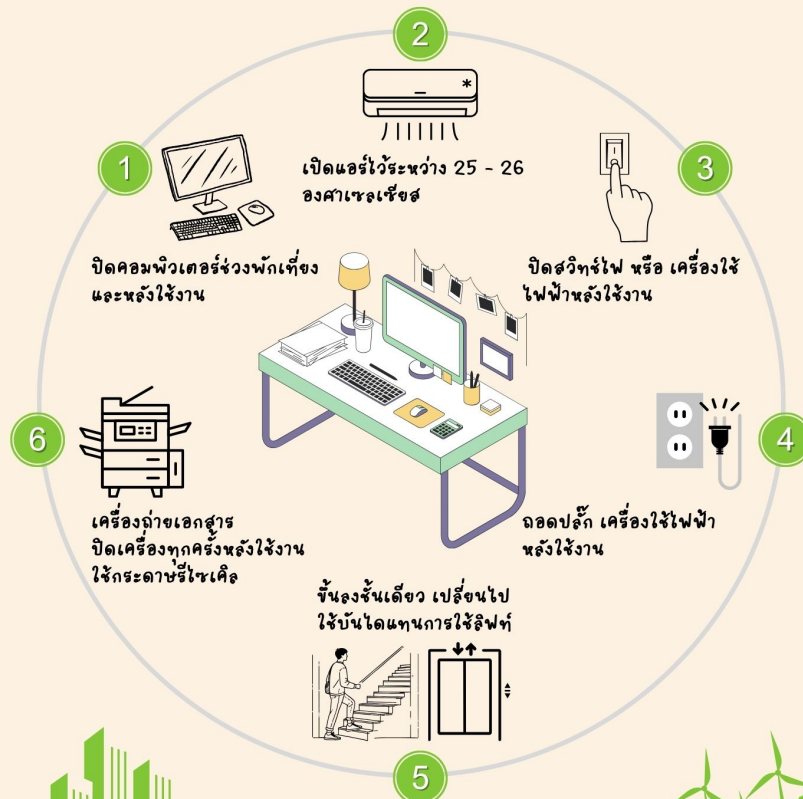 1
ปิดคอมพิวเตอร์ช่วงพักเที่ยง
และหลังใช้งาน
2
เปิดแอร์ไว้ระหว่าง 25 - 26
องศาเซลเซียส
3
ปิดสวิทช์ไฟ หรือ เครื่องใช้
ไฟฟ้าหลังใช้งาน
4
ถอดปลั๊ก เครื่องใช้ไฟฟ้า
หลังใช้งาน
5
ขึ้นลงชั้นเดียว เปลี่ยนไป
ใช้บันไดแทนการใช้ลิฟท์
6
เครื่องถ่ายเอกสาร
ปิดเครื่องทุกครั้งหลังใช้งาน
ใช้กระดาษรีไซเคิล